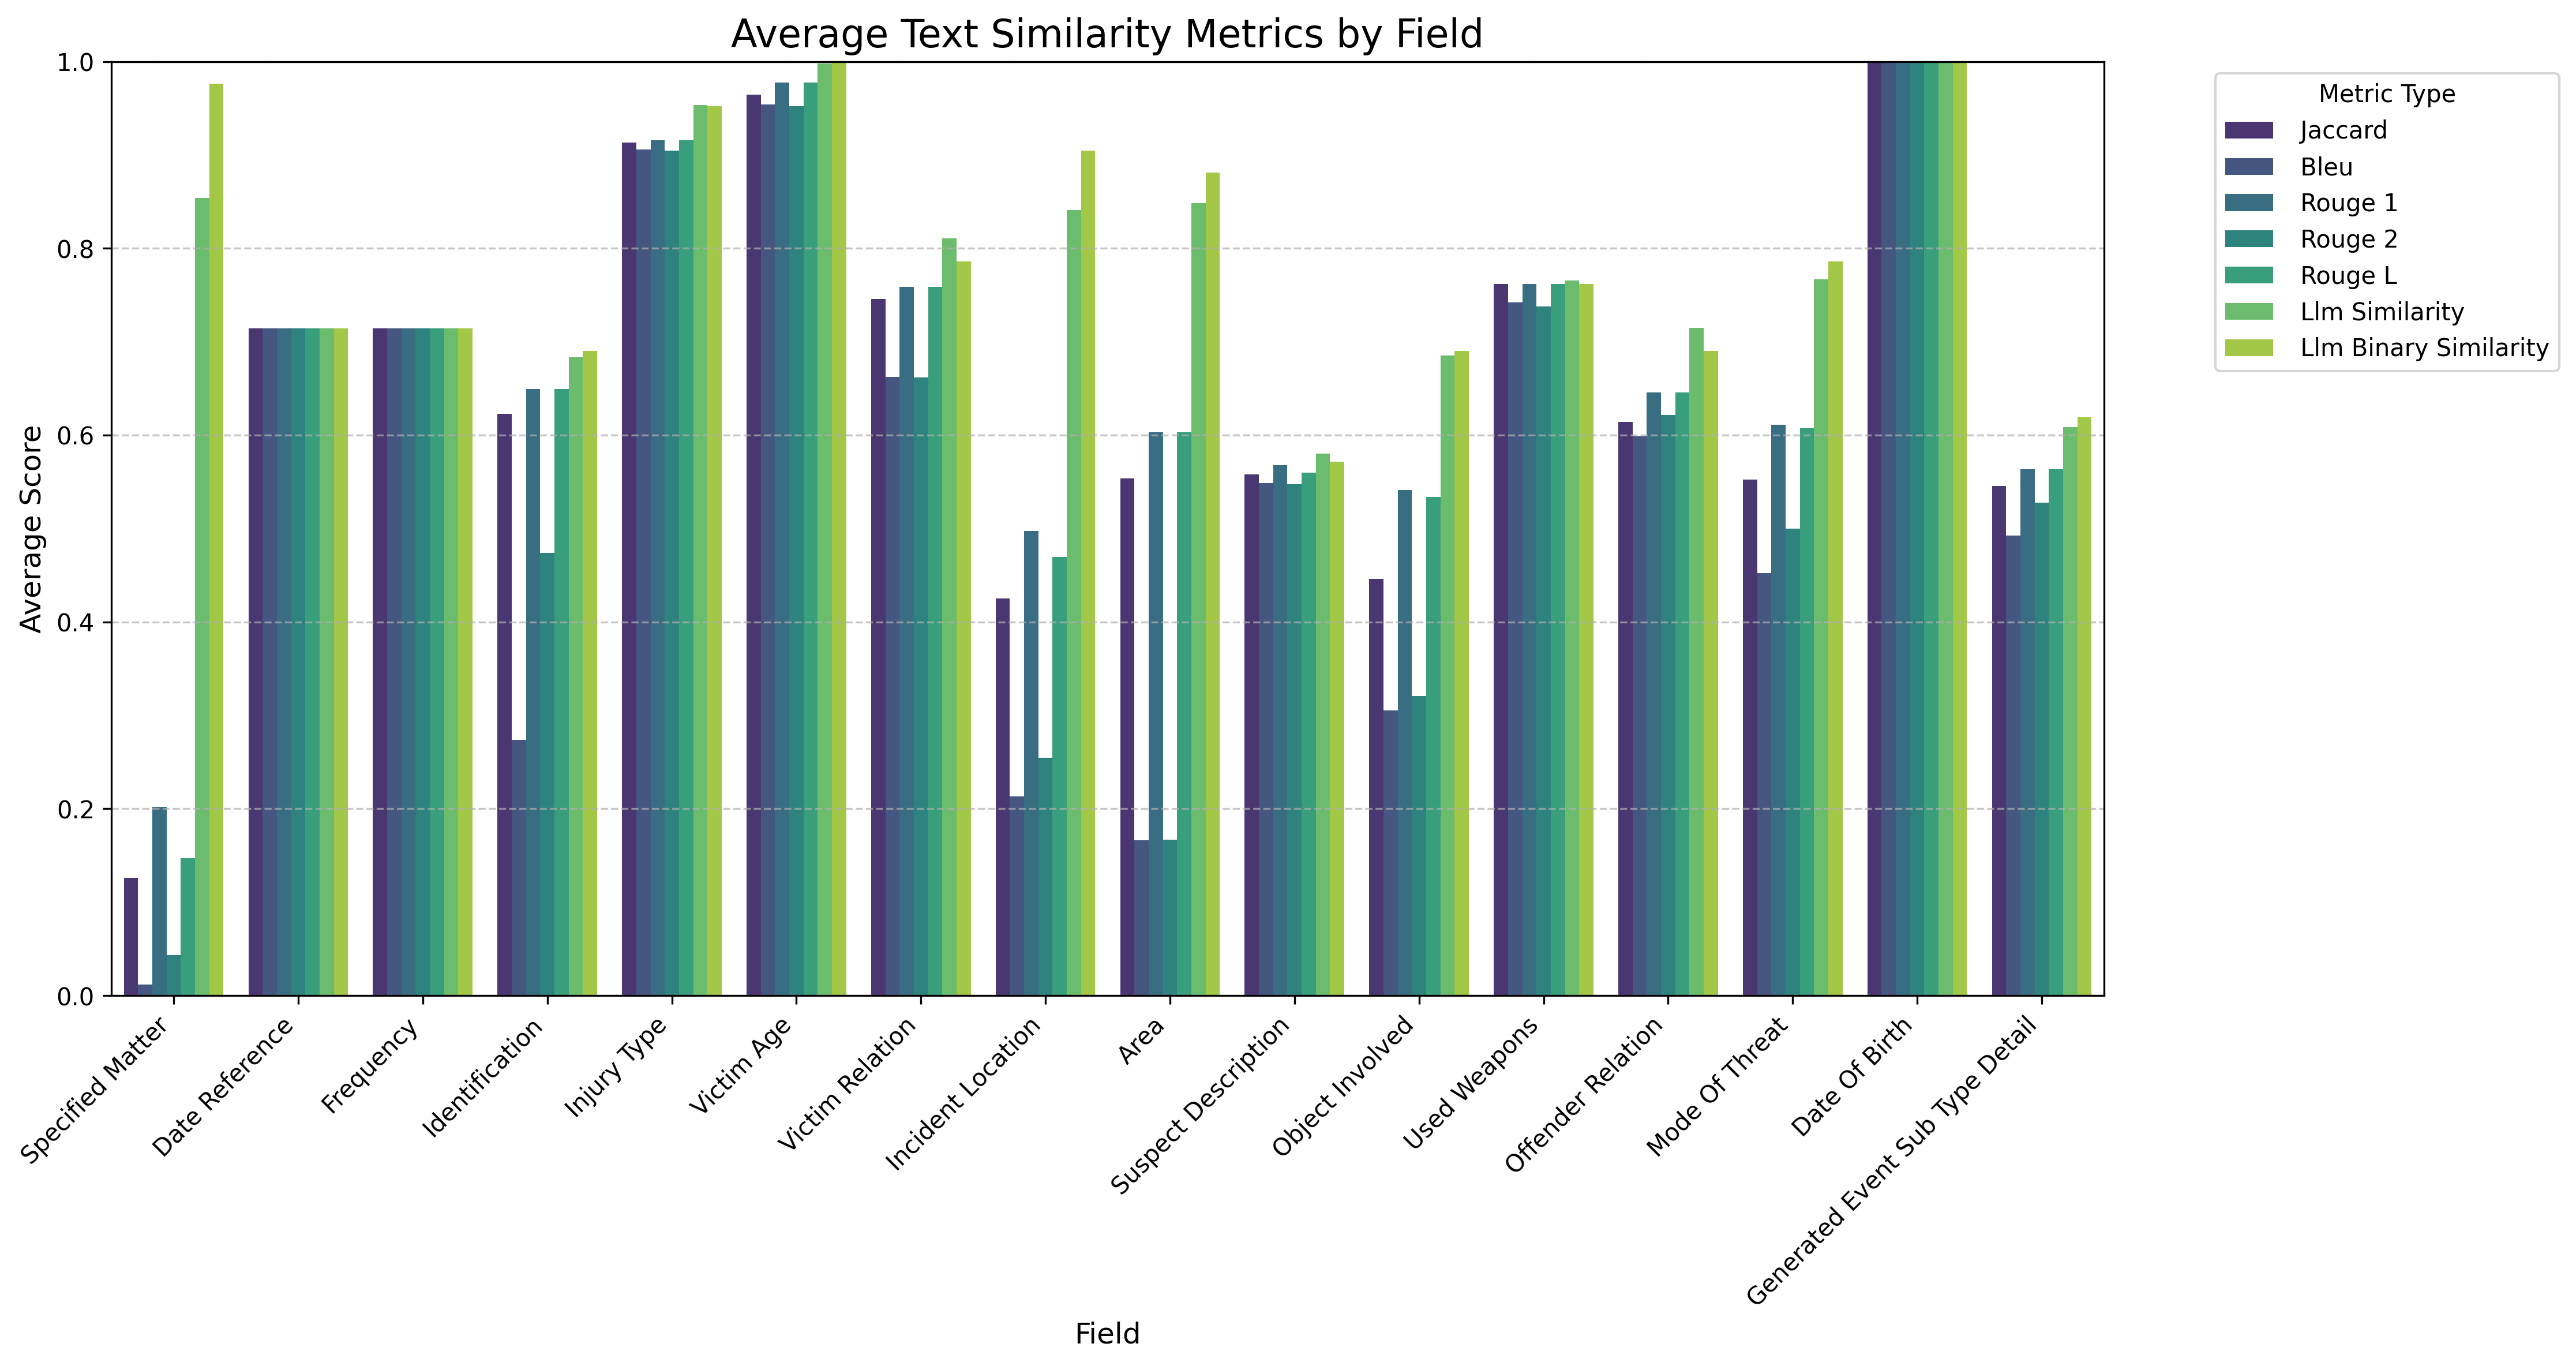 Average Text Similarity Metrics by Field
Average Score
1.0
0.8
0.6
0.4
0.2
0.0
Specified Matter
Date Reference
Frequency
Identification
Injury Type
Victim Age
Victim Relation
Incident Location
Area
Suspect Description
Object Involved
Used Weapons
Offender Relation
Mode Of Threat
Date Of Birth
Generated Event Sub Type Detail
Field
Metric Type
Jaccard
Bleu
Rouge 1
Rouge 2
Rouge L
Llm Similarity
Llm Binary Similarity